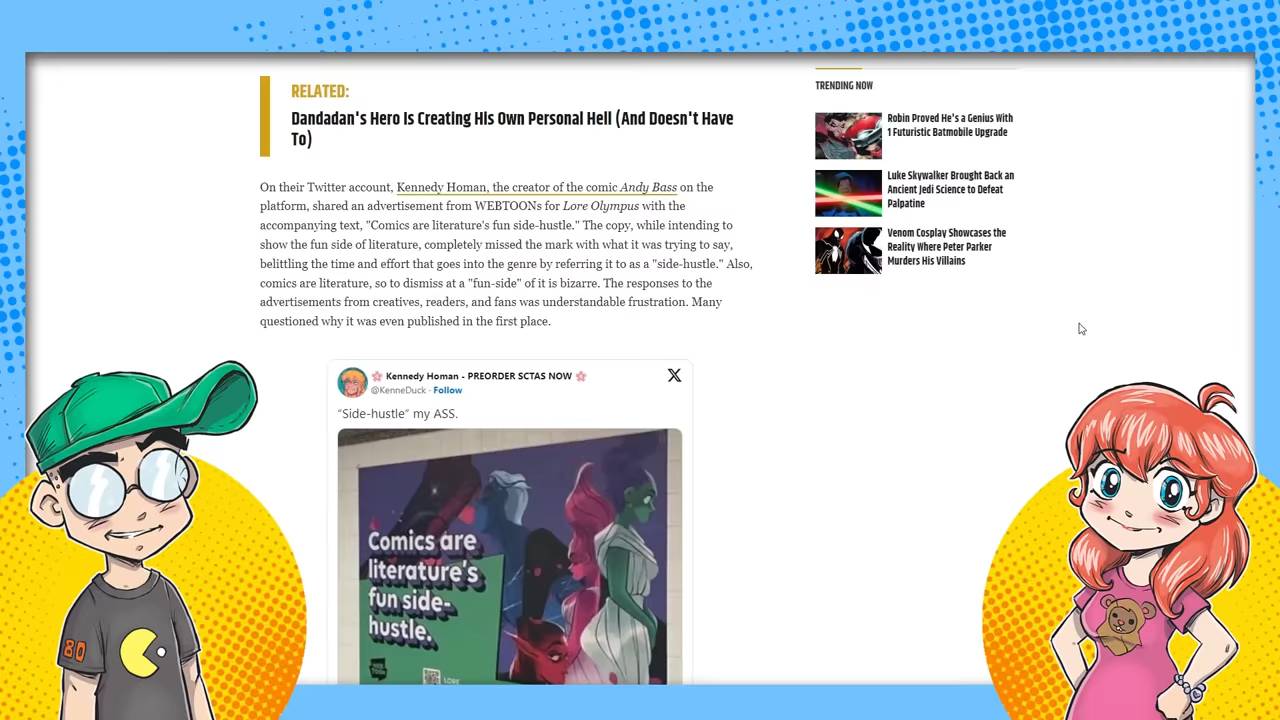 RELATED:
Dandadan's Hero Is Creating His Own Personal Hell (And Doesn't Have
To)
On their Twitter account, Kennedy Homan, the creator of the comic Andy Bass on the
platform, shared an advertisement from WEBTOONs for Lore Olympus with the
accompanying text, "Comics are literature's fun side-hustle." The copy, while intending to
show the fun side of literature, completely missed the mark with what it was trying to say,
belittling the time and effort that goes into the genre by referring it to as a "side-hustle." Also,
comics are literature, so to dismiss at a "fun-side" of it is bizarre. The responses to the
advertisements from creatives, readers, and fans was understandable frustration. Many
questioned why it was even published in the first place.
🌸 Kennedy Homan - PREORDER SCTAS NOW 🌸
@KenneDuck · Follow
"Side-hustle" my ASS.
Comics are
literature's
fun side-
hustle.
LORE
TRENDING NOW
Robin Proved He's a Genius With
1 Futuristic Batmobile Upgrade
Luke Skywalker Brought Back an
Ancient Jedi Science to Defeat
Palpatine
Venom Cosplay Showcases the
Reality Where Peter Parker
Murders His Villains
80